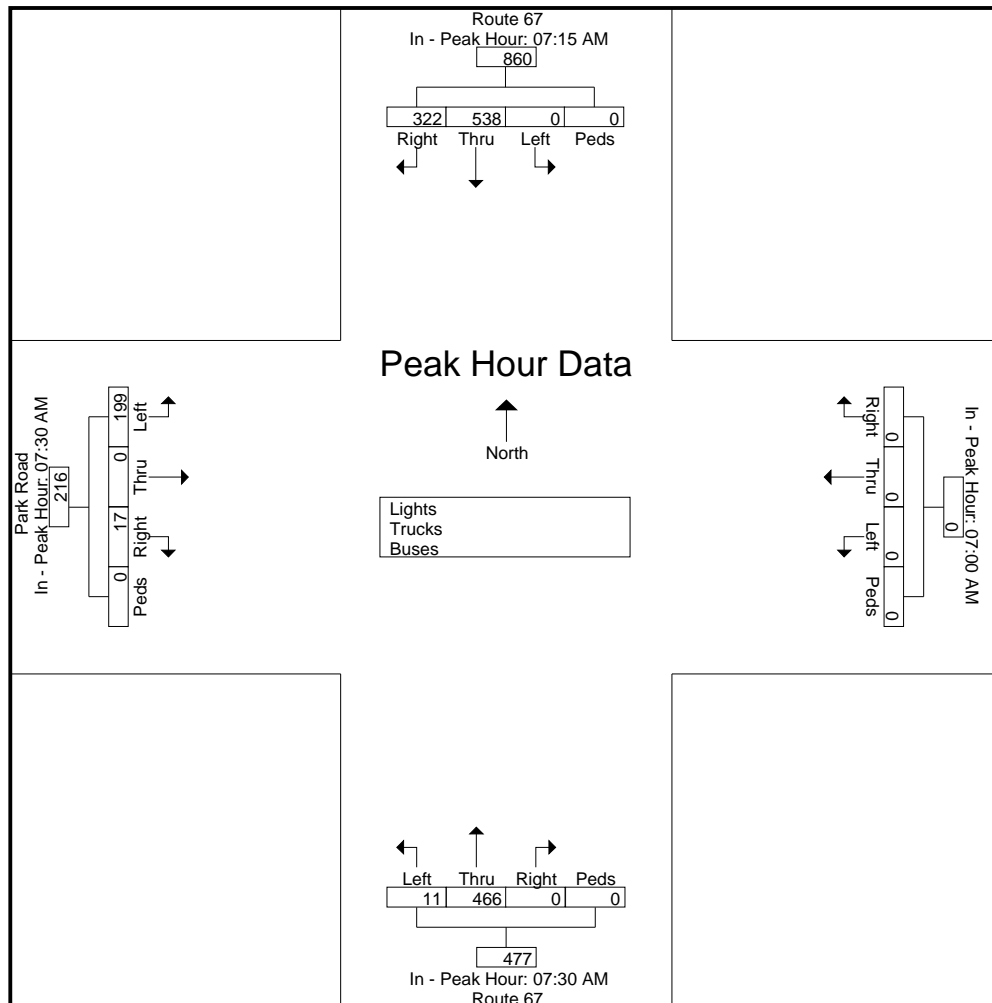 Route 67
In - Peak Hour: 07:15 AM
860
322 538 0 0
Right Thru Left Peds
Peak Hour Data
North
Lights
Trucks
Buses
Park Road
In - Peak Hour: 07:30 AM
216
199 0 17 0
Left Thru Right Peds
Right Thru Left Peds
0 0 0 0
0
In - Peak Hour: 07:00 AM
Left Thru Right Peds
11 466 0 0
477
In - Peak Hour: 07:30 AM
Route 67